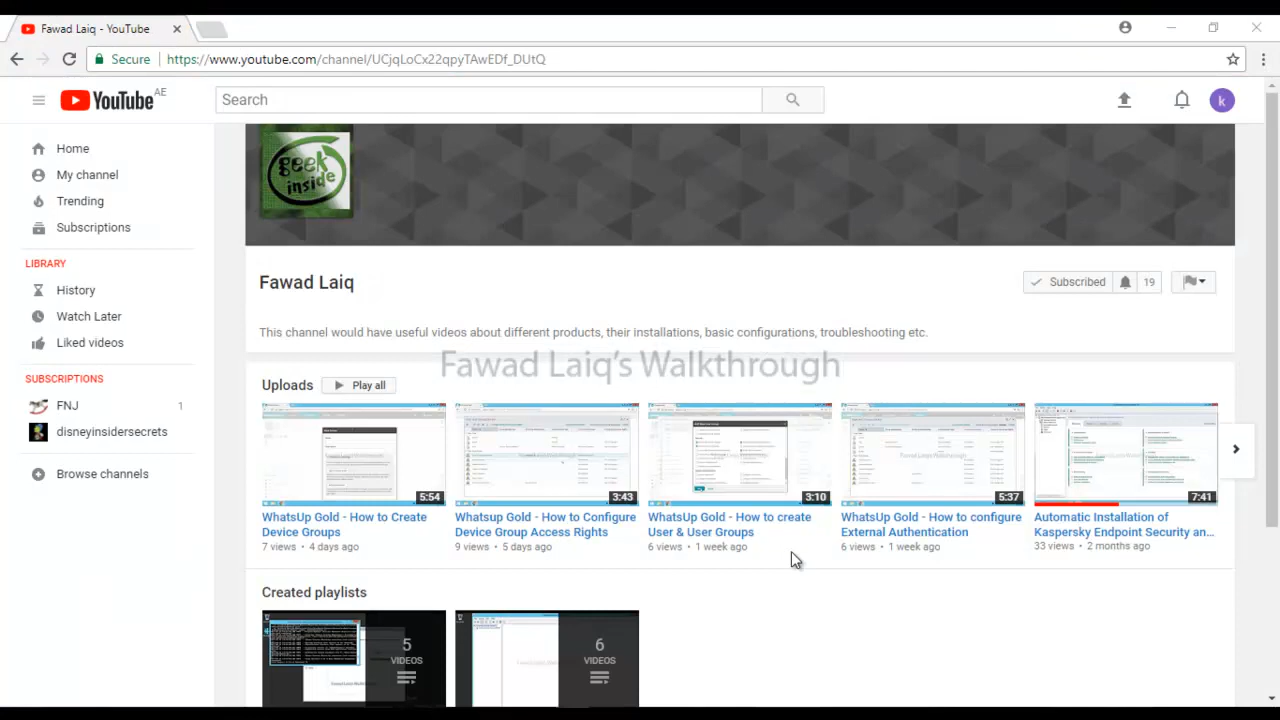 Fawad Laiq - YouTube
Secure
https://www.youtube.com/channel/UCjqLoCx22qpyTAwEDf_DUtQ
YouTube AE
Search
k
Home
My channel
Trending
Subscriptions
LIBRARY
History
Watch Later
Liked videos
SUBSCRIPTIONS
FNJ 1
disneyinsidersecrets
Browse channels
geek
inside
Fawad Laiq
Subscribed 19
This channel would have useful videos about different products, their installations, basic configurations, troubleshooting etc.
Fawad Laiq's Walkthrough
Uploads Play all
5:54
WhatsUp Gold - How to Create
Device Groups
7 views • 4 days ago
3:43
Whatsup Gold - How to Configure
Device Group Access Rights
9 views • 5 days ago
3:10
WhatsUp Gold - How to create
User & User Groups
6 views • 1 week ago
5:37
WhatsUp Gold - How to configure
External Authentication
6 views • 1 week ago
7:41
Automatic Installation of
Kaspersky Endpoint Security an...
33 views • 2 months ago
Created playlists
5
VIDEOS
6
VIDEOS